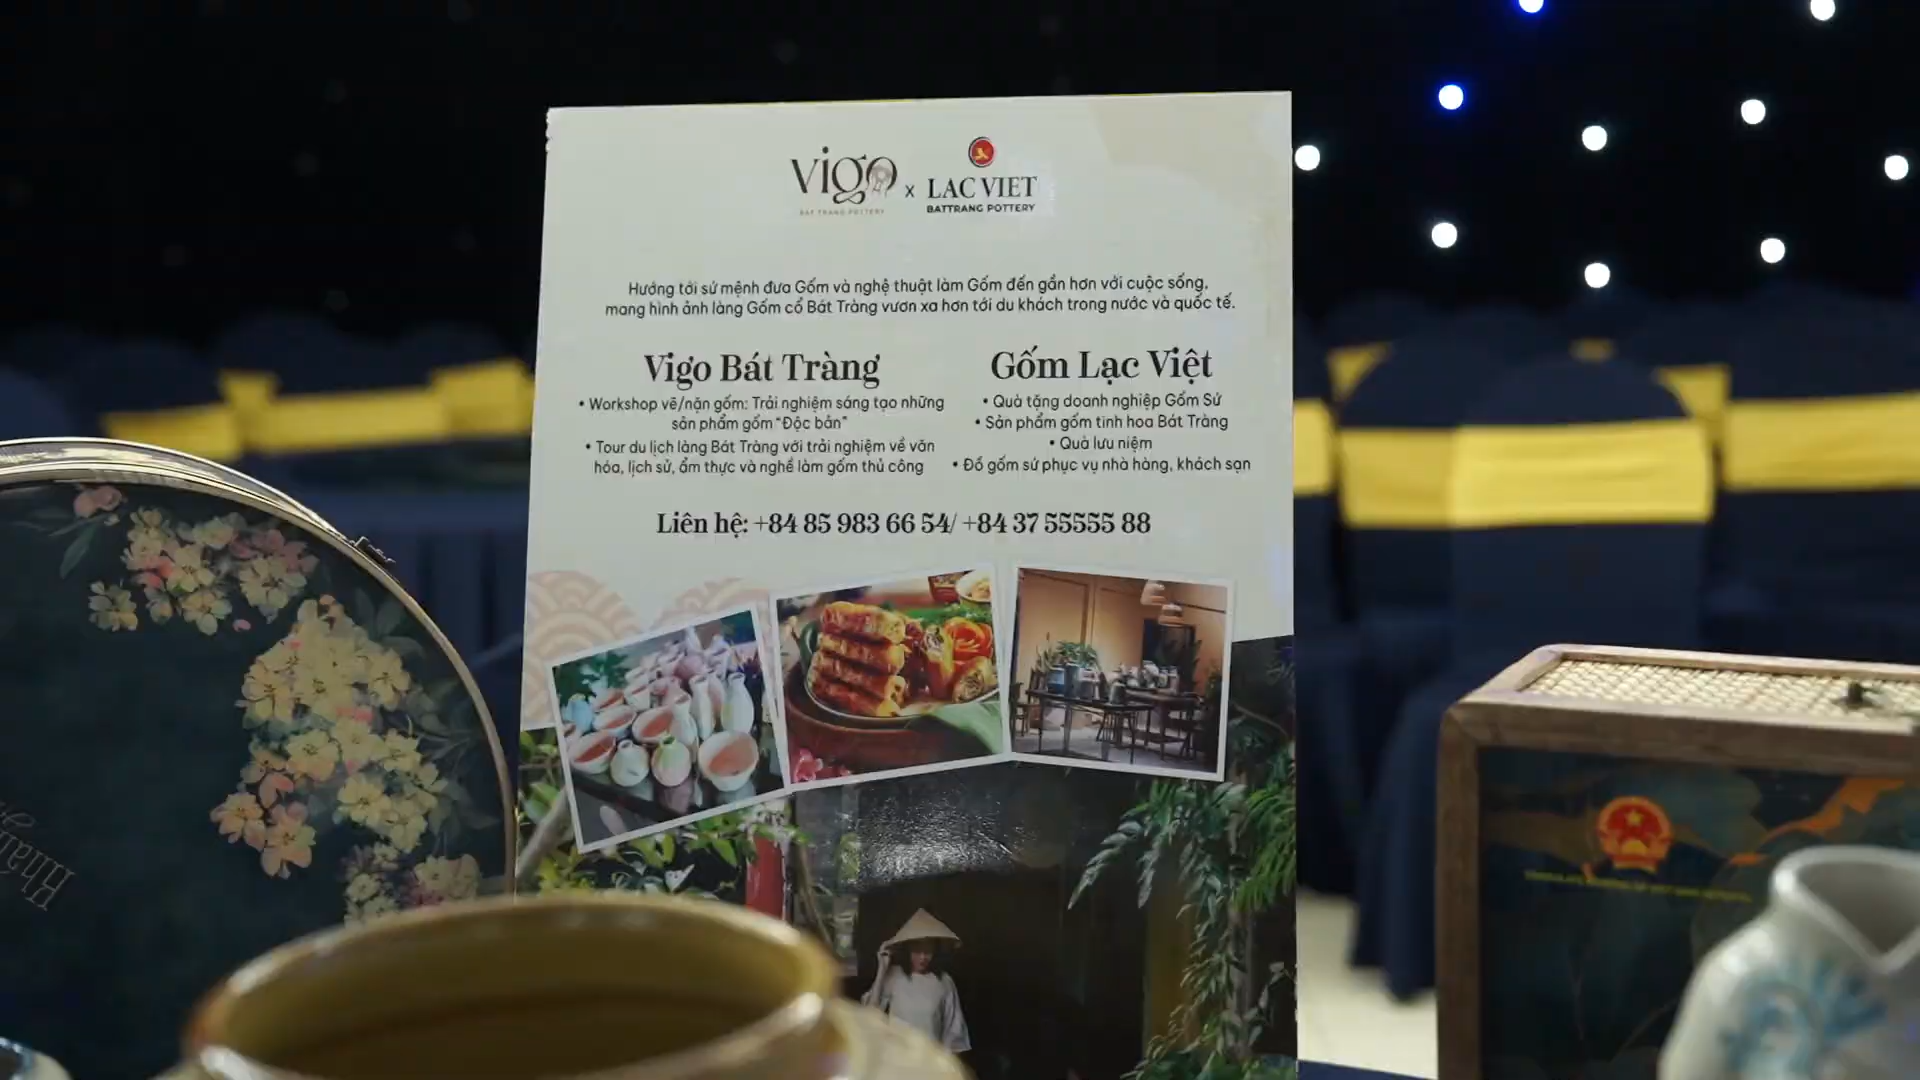 vigo x LAC VIET
BAT TRANG POTTERY BATTRANG POTTERY
Hướng tới sứ mệnh đưa Gốm và nghệ thuật làm Gốm đến gần hơn với cuộc sống,
mang hình ảnh làng Gốm cổ Bát Tràng vươn xa hơn tới du khách trong nước và quốc tế.
Vigo Bát Tràng
• Workshop vẽ/nặn gốm: Trải nghiệm sáng tạo những
sản phẩm gốm "Độc bản"
• Tour du lịch làng Bát Tràng với trải nghiệm về văn
hóa, lịch sử, ẩm thực và nghề làm gốm thủ công
Gốm Lạc Việt
• Quà tặng doanh nghiệp Gốm Sứ
• Sản phẩm gốm tinh hoa Bát Tràng
• Quà lưu niệm
• Đồ gốm sứ phục vụ nhà hàng, khách sạn
Liên hệ: +84 85 983 66 54/ +84 37 55555 88